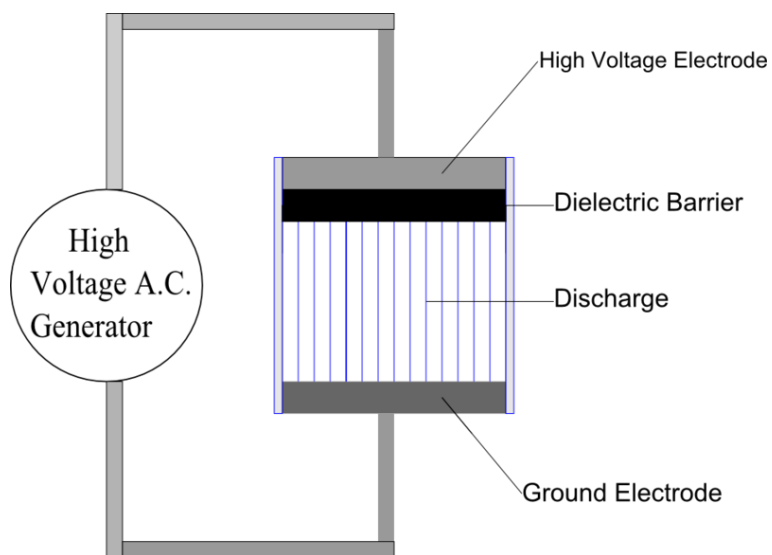 High Voltage Electrode
Dielectric Barrier
High
Voltage A.C.
Generator
Discharge
Ground Electrode